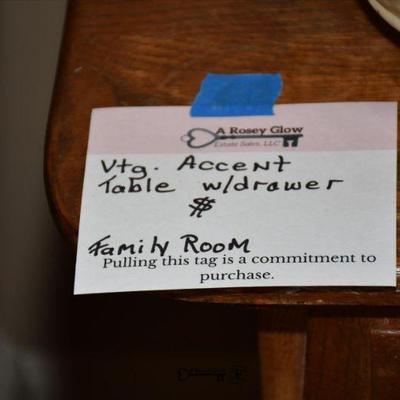 A Rosey Glow
Estate Sales, LLC
Vtg. Accent
Table w/drawer
$
Family Room
Pulling this tag is a commitment to
purchase.